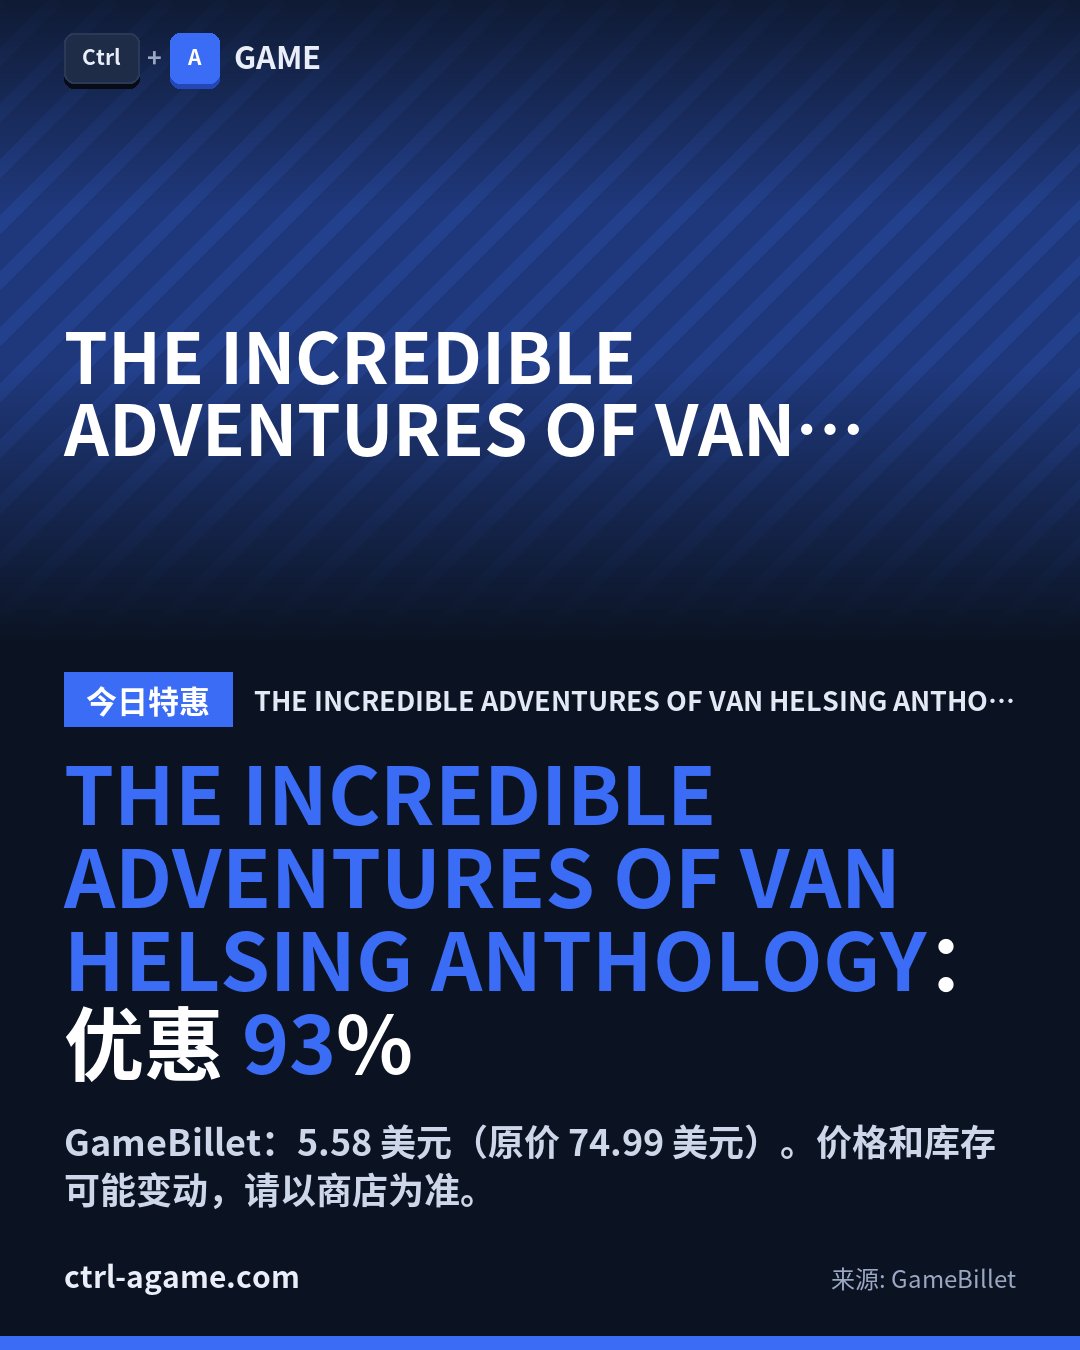 Ctrl + A GAME
THE INCREDIBLE
ADVENTURES OF VAN…
今日特惠 THE INCREDIBLE ADVENTURES OF VAN HELSING ANTHO…
THE INCREDIBLE
ADVENTURES OF VAN
HELSING ANTHOLOGY：
优惠 93%
GameBillet：5.58 美元（原价 74.99 美元）。价格和库存
可能变动，请以商店为准。
ctrl-agame.com
来源: GameBillet